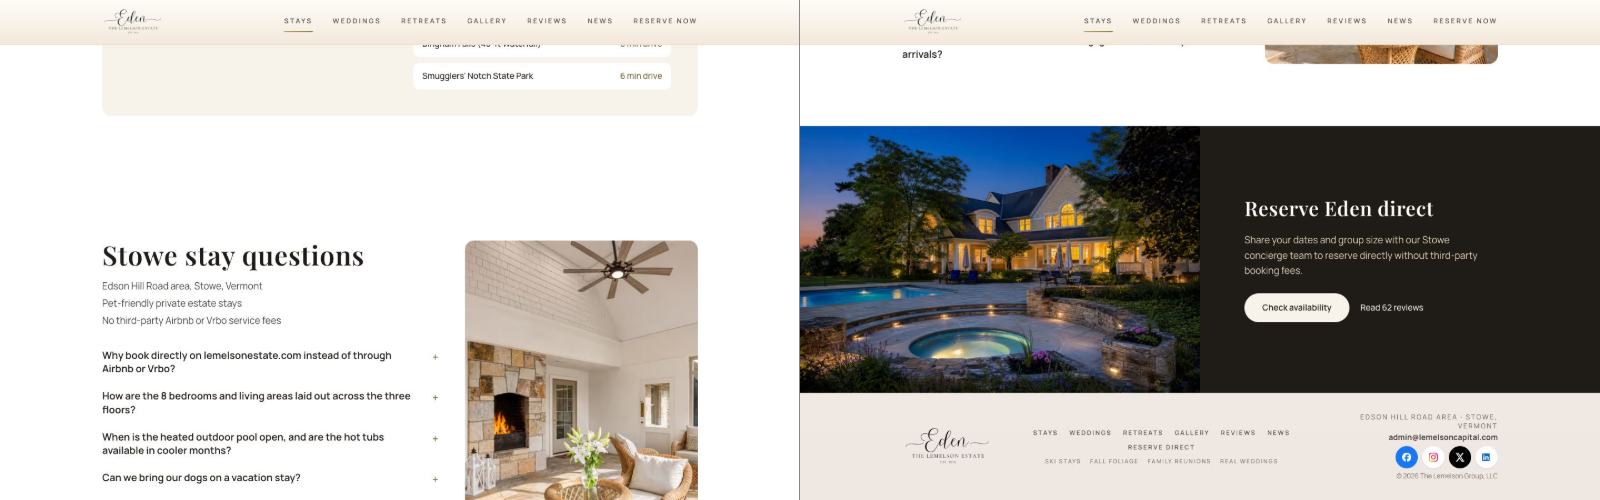 Eden
THE LEMELSON ESTATE
STAYS WEDDINGS RETREATS GALLERY REVIEWS NEWS RESERVE NOW
Smugglers' Notch State Park 6 min drive
Stowe stay questions
Edson Hill Road area, Stowe, Vermont
Pet-friendly private estate stays
No third-party Airbnb or Vrbo service fees
Why book directly on lemelsonestate.com instead of through
Airbnb or Vrbo?
+
How are the 8 bedrooms and living areas laid out across the three
floors?
+
When is the heated outdoor pool open, and are the hot tubs
available in cooler months?
+
Can we bring our dogs on a vacation stay?
+
Eden
THE LEMELSON ESTATE
STAYS WEDDINGS RETREATS GALLERY REVIEWS NEWS RESERVE NOW
arrivals?
Reserve Eden direct
Share your dates and group size with our Stowe
concierge team to reserve directly without third-party
booking fees.
Check availability Read 62 reviews
Eden
THE LEMELSON ESTATE
STAYS WEDDINGS RETREATS GALLERY REVIEWS NEWS
RESERVE DIRECT
SKI STAYS FALL FOLIAGE FAMILY REUNIONS REAL WEDDINGS
EDSON HILL ROAD AREA · STOWE,
VERMONT
admin@lemelsoncapital.com
© 2026 The Lemelson Group, LLC